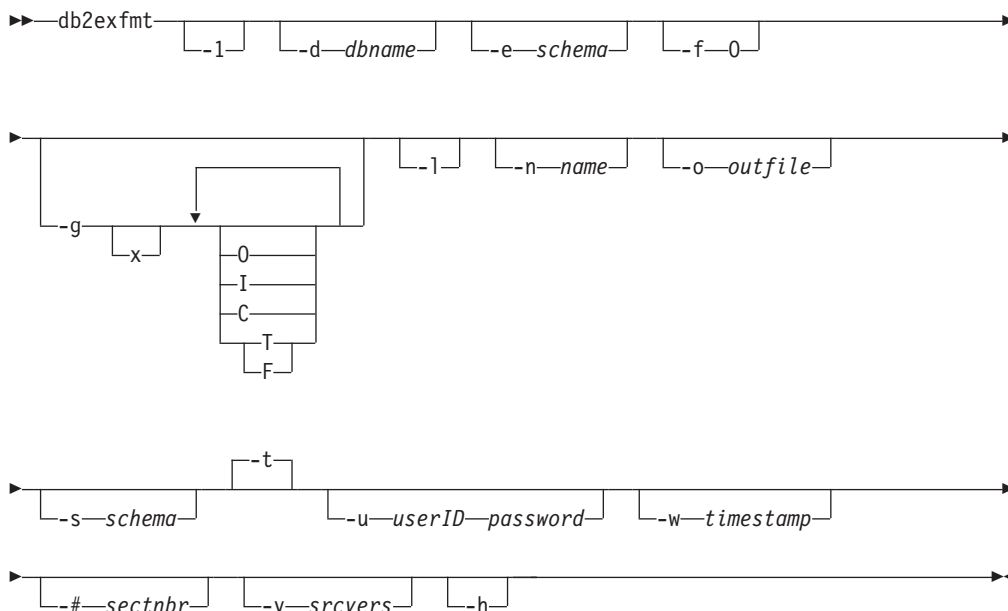 db2exfmt
-1 -d dbname -e schema -f O
-l -n name -o outfile
-g
x O
I
C
T
F
-t
-s schema -u userID password -w timestamp
-# sectnbr -v srcvers -h